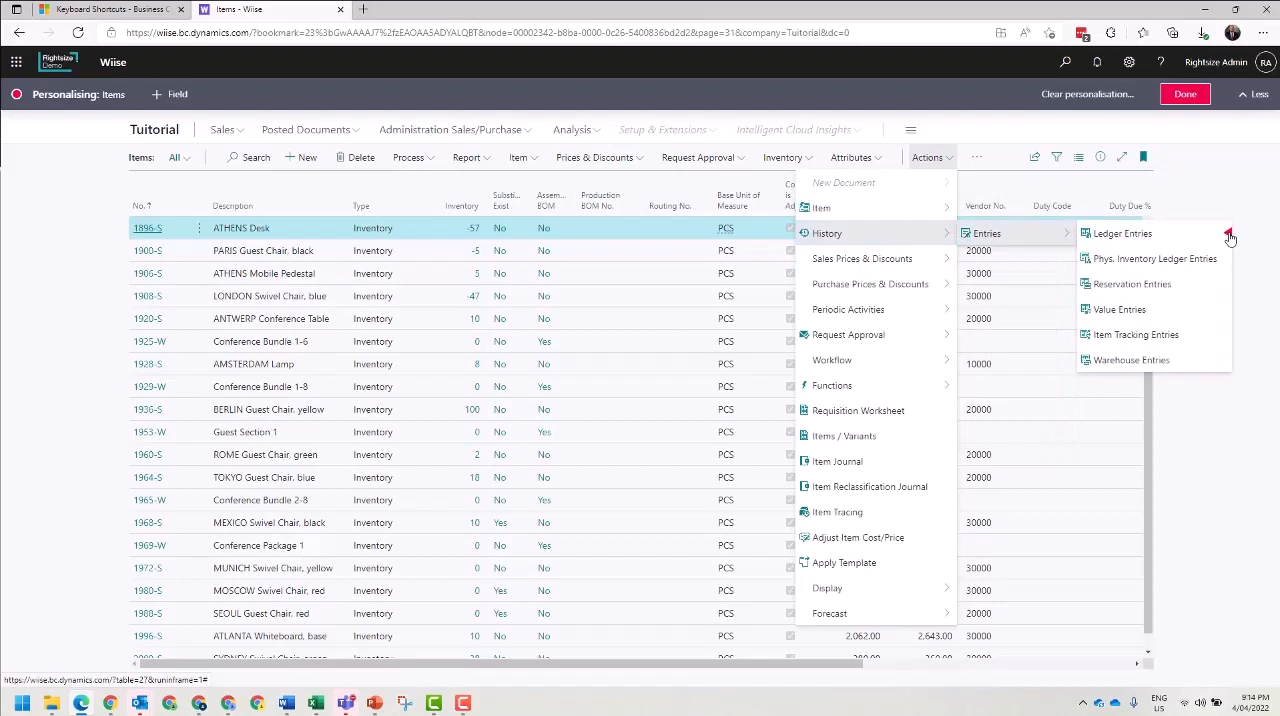 Keyboard Shortcuts - Business C
Items - Wiise
https://wiise.bc.dynamics.com/?bookmark=23%3bGwAAAAJ7%2fzEAOAA5ADYALQBT&node=00002342-b8ba-0000-0c26-5400836bd2d2&page=31&company=Tuitorial&dc=0
2
Rightsize Demo
Wiise
Rightsize Admin
RA
Personalising: Items
Field
Clear personalisation...
Done
Less
Tuitorial
Sales
Posted Documents
Administration Sales/Purchase
Analysis
Setup & Extensions
Intelligent Cloud Insights
Items:
All
Search
New
Delete
Process
Report
Item
Prices & Discounts
Request Approval
Inventory
Attributes
Actions
No.↑ Description Type Inventory Substi... Exist Assem... BOM Production BOM No. Routing No. Base Unit of Measure Co is Ad Vendor No. Duty Code Duty Due %
1896-S ATHENS Desk Inventory -57 No No PCS
1900-S PARIS Guest Chair, black Inventory -5 No No PCS 20000
1906-S ATHENS Mobile Pedestal Inventory 5 No No PCS 30000
1908-S LONDON Swivel Chair, blue Inventory -47 No No PCS 30000
1920-S ANTWERP Conference Table Inventory 10 No No PCS 20000
1925-W Conference Bundle 1-6 Inventory 0 No Yes PCS
1928-S AMSTERDAM Lamp Inventory 8 No No PCS 10000
1929-W Conference Bundle 1-8 Inventory 0 No Yes PCS
1936-S BERLIN Guest Chair, yellow Inventory 100 No No PCS 20000
1953-W Guest Section 1 Inventory 0 No Yes PCS
1960-S ROME Guest Chair, green Inventory 2 No No PCS 20000
1964-S TOKYO Guest Chair, blue Inventory 18 No No PCS 20000
1965-W Conference Bundle 2-8 Inventory 0 No Yes PCS
1968-S MEXICO Swivel Chair, black Inventory 10 Yes No PCS 30000
1969-W Conference Package 1 Inventory 0 No Yes PCS
1972-S MUNICH Swivel Chair, yellow Inventory 0 No No PCS 30000
1980-S MOSCOW Swivel Chair, red Inventory 0 Yes No PCS 30000
1988-S SEOUL Guest Chair, red Inventory 0 Yes No PCS 20000
1996-S ATLANTA Whiteboard, base Inventory 10 No No PCS 2,062.00 2,643.00 30000
New Document
Item
History
Sales Prices & Discounts
Purchase Prices & Discounts
Periodic Activities
Request Approval
Workflow
Functions
Requisition Worksheet
Items / Variants
Item Journal
Item Reclassification Journal
Item Tracing
Adjust Item Cost/Price
Apply Template
Display
Forecast
Entries
Ledger Entries
Phys. Inventory Ledger Entries
Reservation Entries
Value Entries
Item Tracking Entries
Warehouse Entries
https://wiise.bc.dynamics.com/?table=27&runinframe=1#
ENG
US
9:14 PM
4/04/2022